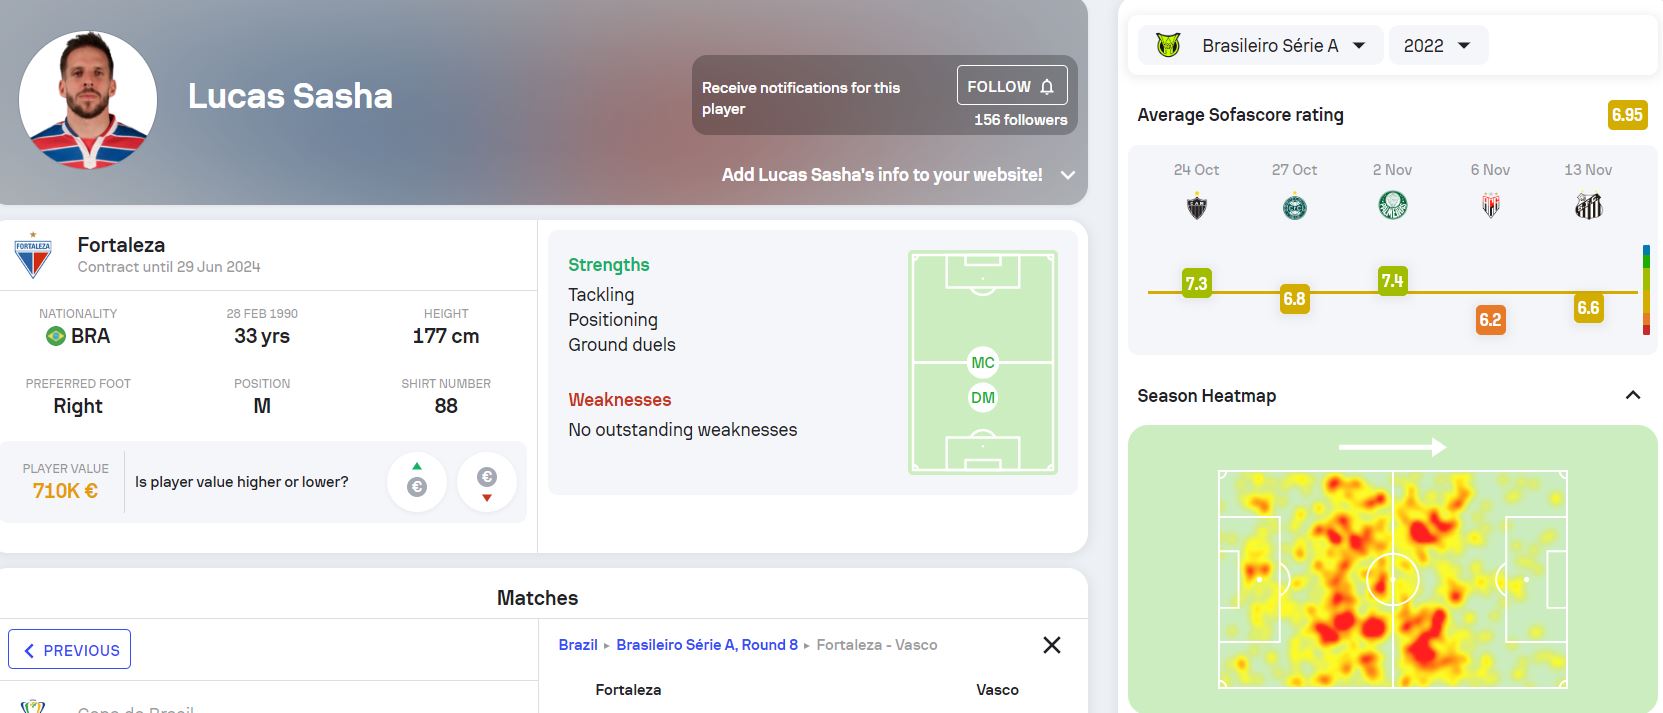 Lucas Sasha
Receive notifications for this
player
FOLLOW
156 followers
Add Lucas Sasha's info to your website!
FORTALEZA
Fortaleza
Contract until 29 Jun 2024
NATIONALITY
BRA
28 FEB 1990
33 yrs
HEIGHT
177 cm
PREFERRED FOOT
Right
POSITION
M
SHIRT NUMBER
88
PLAYER VALUE
710K €
Is player value higher or lower?
€
€
Strengths
Tackling
Positioning
Ground duels
Weaknesses
No outstanding weaknesses
MC
DM
Matches
PREVIOUS
Brazil ▸ Brasileiro Série A, Round 8 ▸ Fortaleza - Vasco
Fortaleza
Vasco
Copa do Brasil
Brasileiro Série A
2022
Average Sofascore rating
6.95
24 Oct
27 Oct
2 Nov
6 Nov
13 Nov
7.3
6.8
7.4
6.2
6.6
Season Heatmap